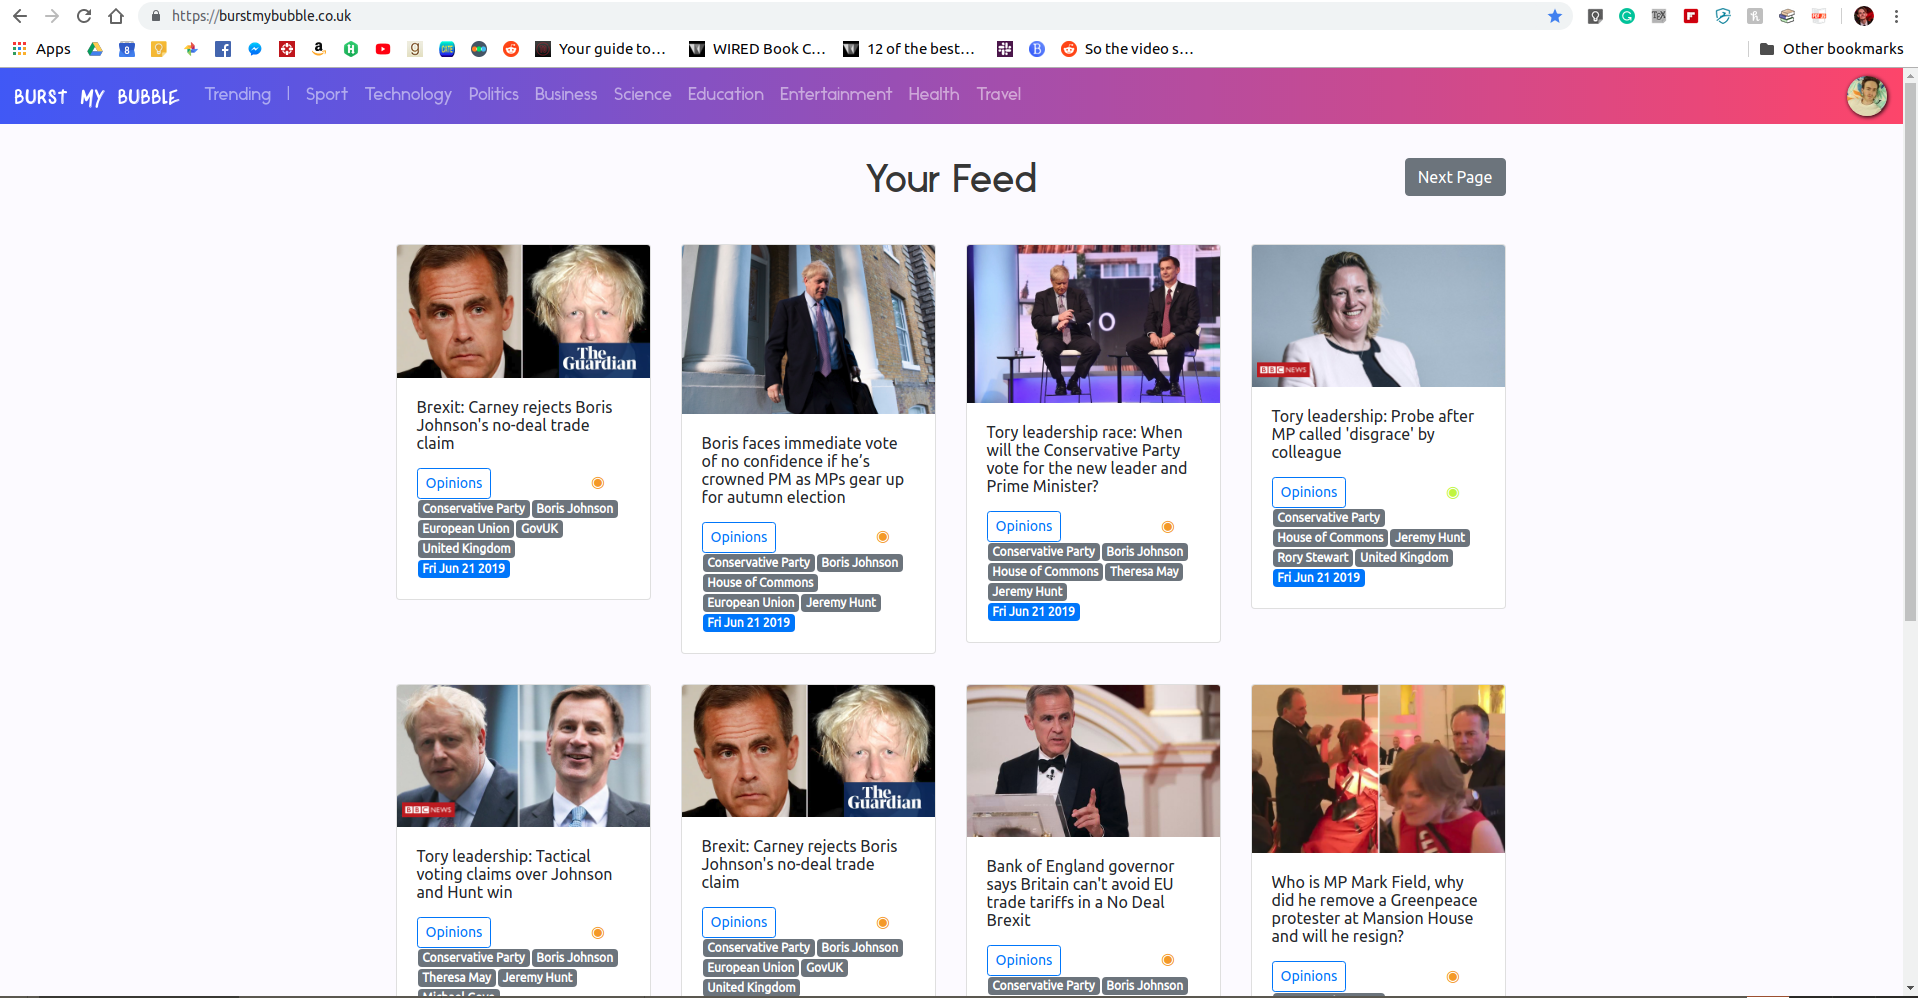 https://burstmybubble.co.uk
Apps
Your guide to...
WIRED Book C...
12 of the best...
So the video s...
Other bookmarks
BURST MY BUBBLE
Trending | Sport Technology Politics Business Science Education Entertainment Health Travel
Your Feed
Next Page
The
Guardian
Brexit: Carney rejects Boris
Johnson's no-deal trade
claim
Opinions
Conservative Party Boris Johnson
European Union GovUK
United Kingdom
Fri Jun 21 2019
Boris faces immediate vote
of no confidence if he’s
crowned PM as MPs gear up
for autumn election
Opinions
Conservative Party Boris Johnson
House of Commons
European Union Jeremy Hunt
Fri Jun 21 2019
Tory leadership race: When
will the Conservative Party
vote for the new leader and
Prime Minister?
Opinions
Conservative Party Boris Johnson
House of Commons Theresa May
Jeremy Hunt
Fri Jun 21 2019
BBC NEWS
Tory leadership: Probe after
MP called 'disgrace' by
colleague
Opinions
Conservative Party
House of Commons Jeremy Hunt
Rory Stewart United Kingdom
Fri Jun 21 2019
BBC NEWS
Tory leadership: Tactical
voting claims over Johnson
and Hunt win
Opinions
Conservative Party Boris Johnson
Theresa May Jeremy Hunt
Michael Gove
The
Guardian
Brexit: Carney rejects Boris
Johnson's no-deal trade
claim
Opinions
Conservative Party Boris Johnson
European Union GovUK
United Kingdom
Bank of England governor
says Britain can't avoid EU
trade tariffs in a No Deal
Brexit
Opinions
Conservative Party Boris Johnson
Who is MP Mark Field, why
did he remove a Greenpeace
protester at Mansion House
and will he resign?
Opinions